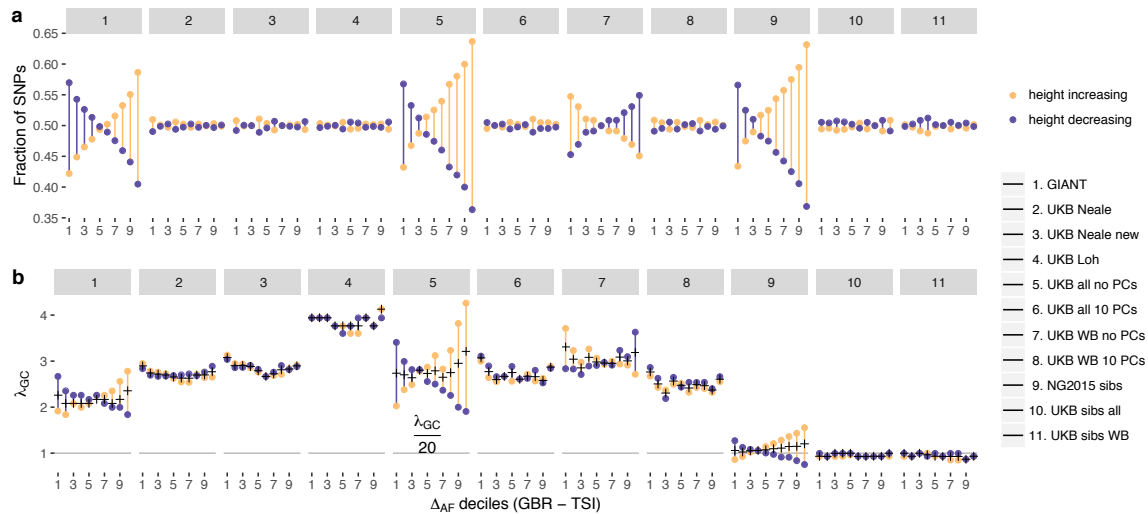 a
1 2 3 4 5 6 7 8 9 10 11
Fraction of SNPs
0.65
0.60
0.55
0.50
0.45
0.40
0.35
1 3 5 7 9 1 3 5 7 9 1 3 5 7 9 1 3 5 7 9 1 3 5 7 9 1 3 5 7 9 1 3 5 7 9 1 3 5 7 9 1 3 5 7 9 1 3 5 7 9 1 3 5 7 9
height increasing
height decreasing
1. GIANT
2. UKB Neale
3. UKB Neale new
4. UKB Loh
5. UKB all no PCs
6. UKB all 10 PCs
7. UKB WB no PCs
8. UKB WB 10 PCs
9. NG2015 sibs
10. UKB sibs all
11. UKB sibs WB
b
1 2 3 4 5 6 7 8 9 10 11
λGC
4
3
2
1
λGC
20
1 3 5 7 9 1 3 5 7 9 1 3 5 7 9 1 3 5 7 9 1 3 5 7 9 1 3 5 7 9 1 3 5 7 9 1 3 5 7 9 1 3 5 7 9 1 3 5 7 9 1 3 5 7 9
ΔAF deciles (GBR − TSI)